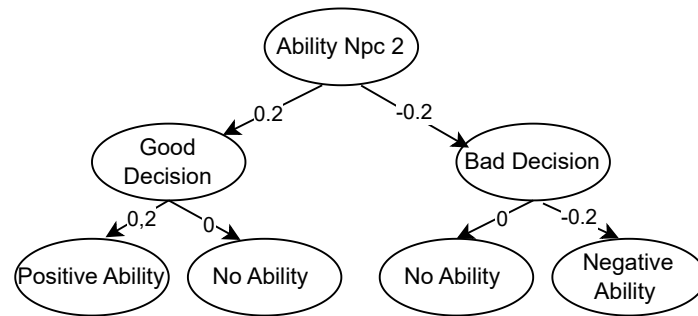 Ability Npc 2
0.2
-0.2
Good
Decision
Bad Decision
0,2
0
0
-0.2
Positive Ability
No Ability
No Ability
Negative
Ability